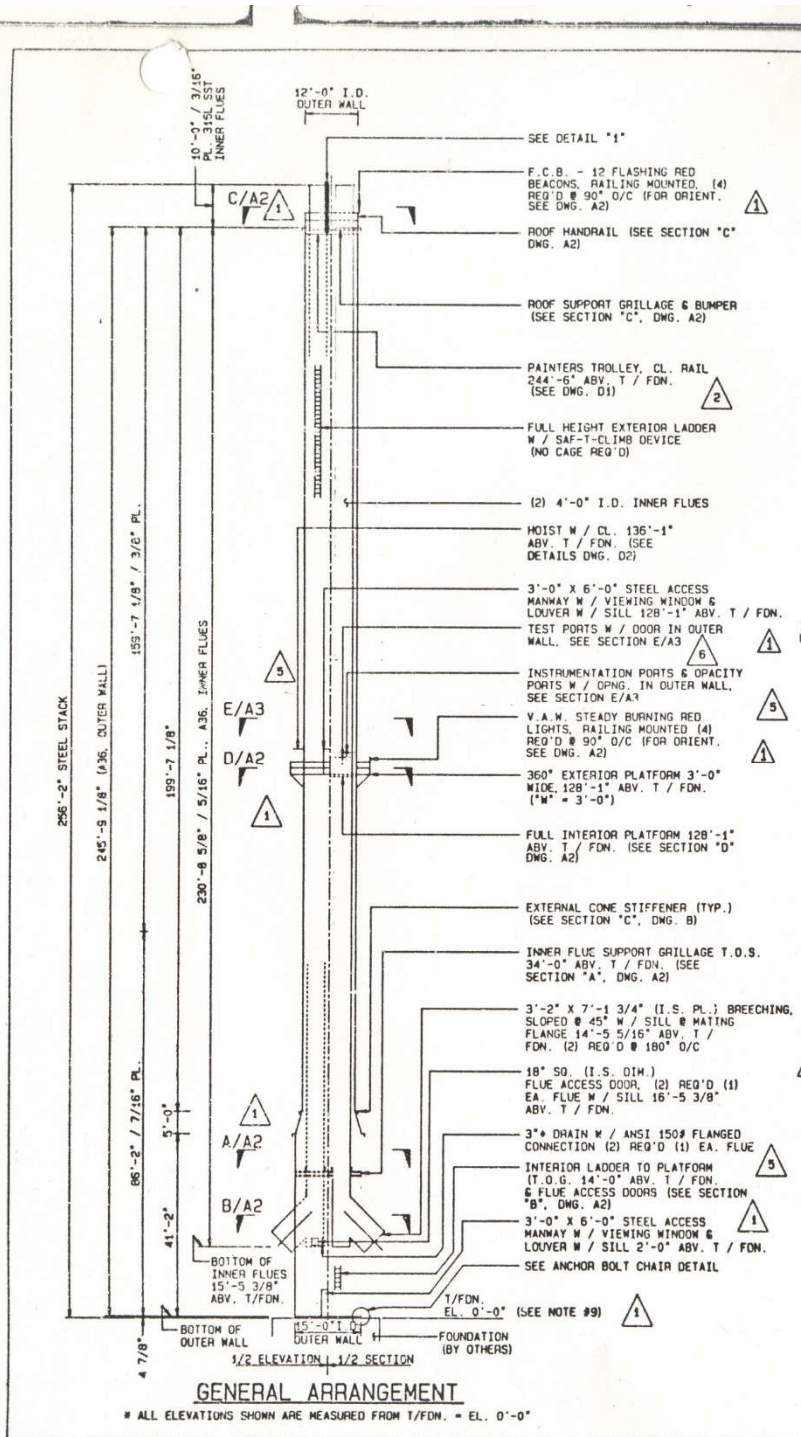 10'-0" / 3/16"
PL. 316L SST
INNER FLUES
12'-0" I.D.
OUTER WALL
SEE DETAIL "1"
F.C.B. - 12 FLASHING RED
BEACONS, RAILING MOUNTED, (4)
REQ'D @ 90° O/C (FOR ORIENT.
SEE DWG. A2)
1
C/A2
1
ROOF HANDRAIL (SEE SECTION "C"
DWG. A2)
ROOF SUPPORT GRILLAGE & BUMPER
(SEE SECTION "C", DWG. A2)
PAINTERS TROLLEY, CL. RAIL
244'-6" ABV. T / FDN.
(SEE DWG. D1)
2
FULL HEIGHT EXTERIOR LADDER
W / SAF-T-CLIMB DEVICE
(NO CAGE REQ'D)
(2) 4'-0" I.D. INNER FLUES
HOIST W / CL. 136'-1"
ABV. T / FDN. (SEE
DETAILS DWG. D2)
3'-0" X 6'-0" STEEL ACCESS
MANWAY W / VIEWING WINDOW &
LOUVER W / SILL 128'-1" ABV. T / FDN.
TEST PORTS W / DOOR IN OUTER
WALL, SEE SECTION E/A3
6
1
INSTRUMENTATION PORTS & OPACITY
PORTS W / OPNG. IN OUTER WALL,
SEE SECTION E/A3
5
V.A.W. STEADY BURNING RED
LIGHTS, RAILING MOUNTED (4)
REQ'D @ 90° O/C (FOR ORIENT.
SEE DWG. A2)
1
360° EXTERIOR PLATFORM 3'-0"
WIDE, 128'-1" ABV. T / FDN.
("W" = 3'-0")
FULL INTERIOR PLATFORM 128'-1"
ABV. T / FDN. (SEE SECTION "D"
DWG. A2)
5
E/A3
D/A2
1
256'-2" STEEL STACK
245'-9 1/8" (A36, OUTER WALL)
159'-7 1/8" / 3/8" PL.
199'-7 1/8"
230'-8 5/8" / 5/16" PL., A36, INNER FLUES
86'-2" / 7/16" PL.
5'-0"
41'-2"
4 7/8"
EXTERNAL CONE STIFFENER (TYP.)
(SEE SECTION "C", DWG. B)
INNER FLUE SUPPORT GRILLAGE T.O.S.
34'-0" ABV. T / FDN. (SEE
SECTION "A", DWG. A2)
3'-2" X 7'-1 3/4" (I.S. PL.) BREECHING,
SLOPED @ 45° W / SILL @ MATING
FLANGE 14'-5 5/16" ABV. T /
FDN. (2) REQ'D @ 180° O/C
18" SQ. (I.S. DIM.)
FLUE ACCESS DOOR, (2) REQ'D (1)
EA. FLUE W / SILL 16'-5 3/8"
ABV. T / FDN.
1
A/A2
3"ø DRAIN W / ANSI 150# FLANGED
CONNECTION (2) REQ'D (1) EA. FLUE
5
INTERIOR LADDER TO PLATFORM
(T.O.G. 14'-0" ABV. T / FDN.
& FLUE ACCESS DOORS (SEE SECTION
"B", DWG. A2)
1
B/A2
3'-0" X 6'-0" STEEL ACCESS
MANWAY W / VIEWING WINDOW &
LOUVER W / SILL 2'-0" ABV. T / FDN.
SEE ANCHOR BOLT CHAIR DETAIL
BOTTOM OF
INNER FLUES
15'-5 3/8"
ABV. T/FDN.
T/FDN.
EL. 0'-0" (SEE NOTE #9)
1
BOTTOM OF
OUTER WALL
15'-0" I.D.
OUTER WALL
FOUNDATION
(BY OTHERS)
1/2 ELEVATION
1/2 SECTION
GENERAL ARRANGEMENT
* ALL ELEVATIONS SHOWN ARE MEASURED FROM T/FDN. = EL. 0'-0"